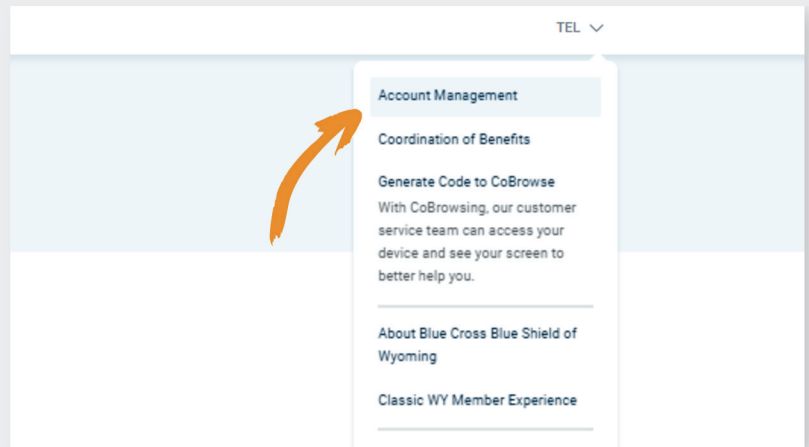 TEL
Account Management
Coordination of Benefits
Generate Code to CoBrowse
With CoBrowsing, our customer
service team can access your
device and see your screen to
better help you.
About Blue Cross Blue Shield of
Wyoming
Classic WY Member Experience